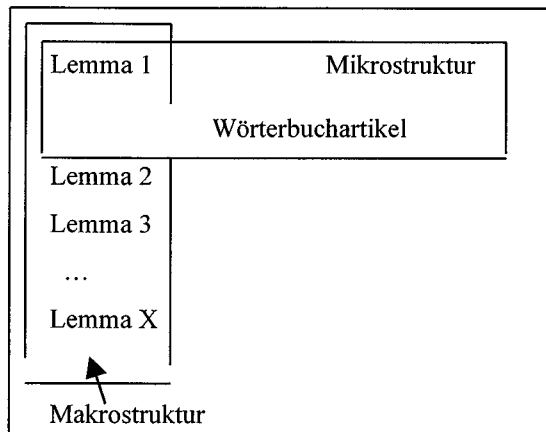 Lemma 1 Mikrostruktur
Wörterbuchartikel
Lemma 2
Lemma 3
...
Lemma X
Makrostruktur